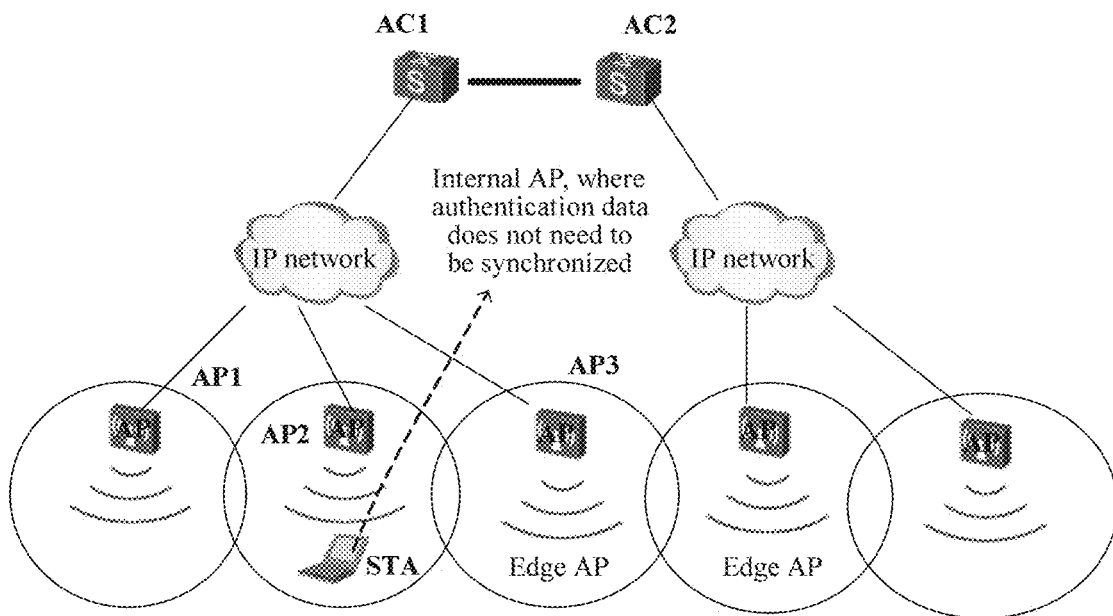 AC1
AC2
S
S
Internal AP, where
authentication data
does not need to
be synchronized
IP network
IP network
AP1
AP3
AP
AP2
AP
AP
AP
AP
STA
Edge AP
Edge AP